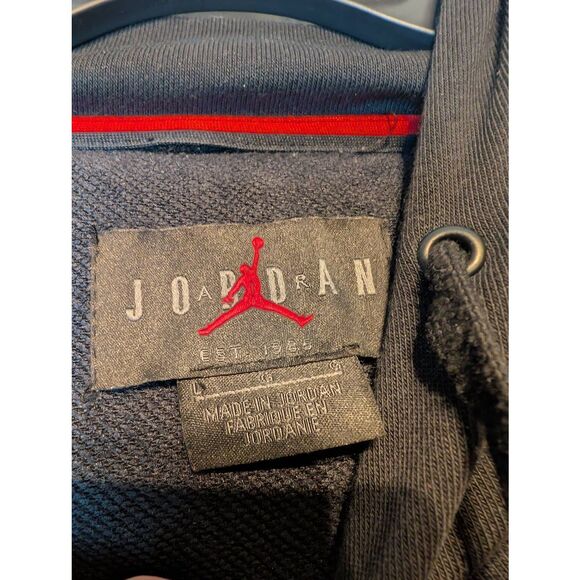 JORDAN
AIR
EST. 1985
L G G
MADE IN JORDAN
FABRIQUE EN
JORDANIE